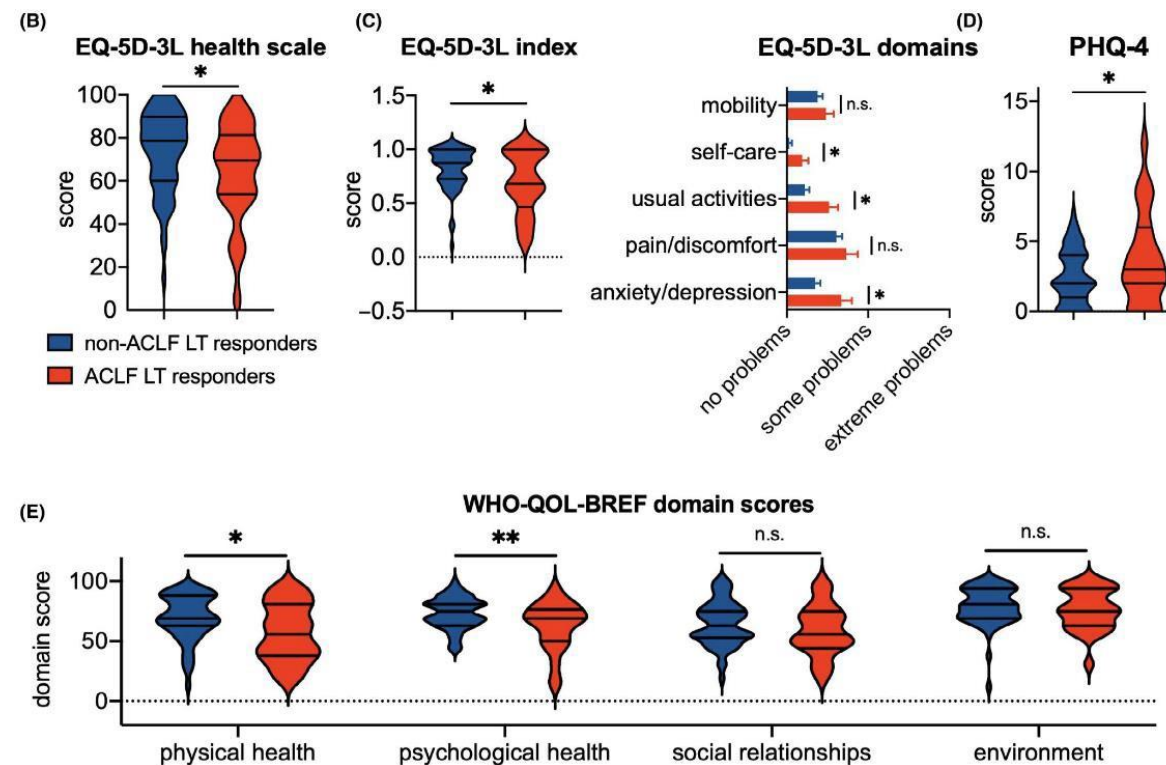 (B)
EQ-5D-3L health scale
*
100
80
60
40
20
0
score
non-ACLF LT responders
ACLF LT responders
(C)
EQ-5D-3L index
*
1.5
1.0
0.5
0.0
−0.5
score
EQ-5D-3L domains
mobility
n.s.
self-care
*
usual activities
*
pain/discomfort
n.s.
anxiety/depression
*
no problems
some problems
extreme problems
(D)
PHQ-4
*
15
10
5
0
score
(E)
WHO-QOL-BREF domain scores
*
**
n.s.
n.s.
100
50
0
domain score
physical health
psychological health
social relationships
environment